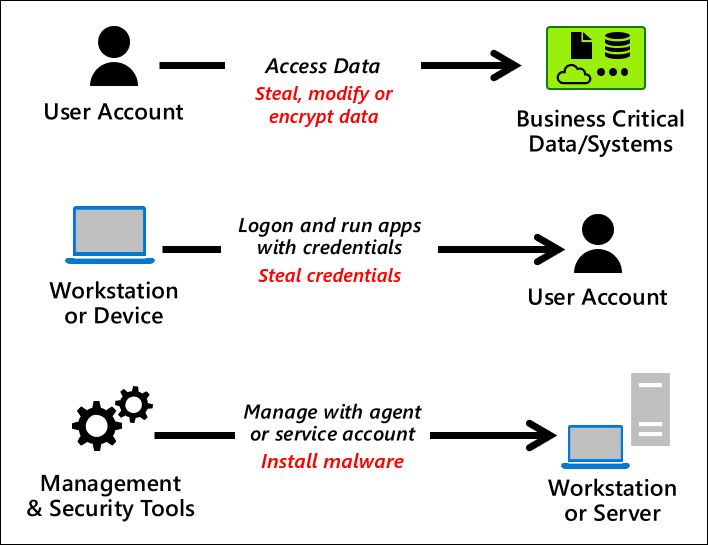 User Account
Access Data
Steal, modify or
encrypt data
Business Critical
Data/Systems
Workstation
or Device
Logon and run apps
with credentials
Steal credentials
User Account
Management
& Security Tools
Manage with agent
or service account
Install malware
Workstation
or Server